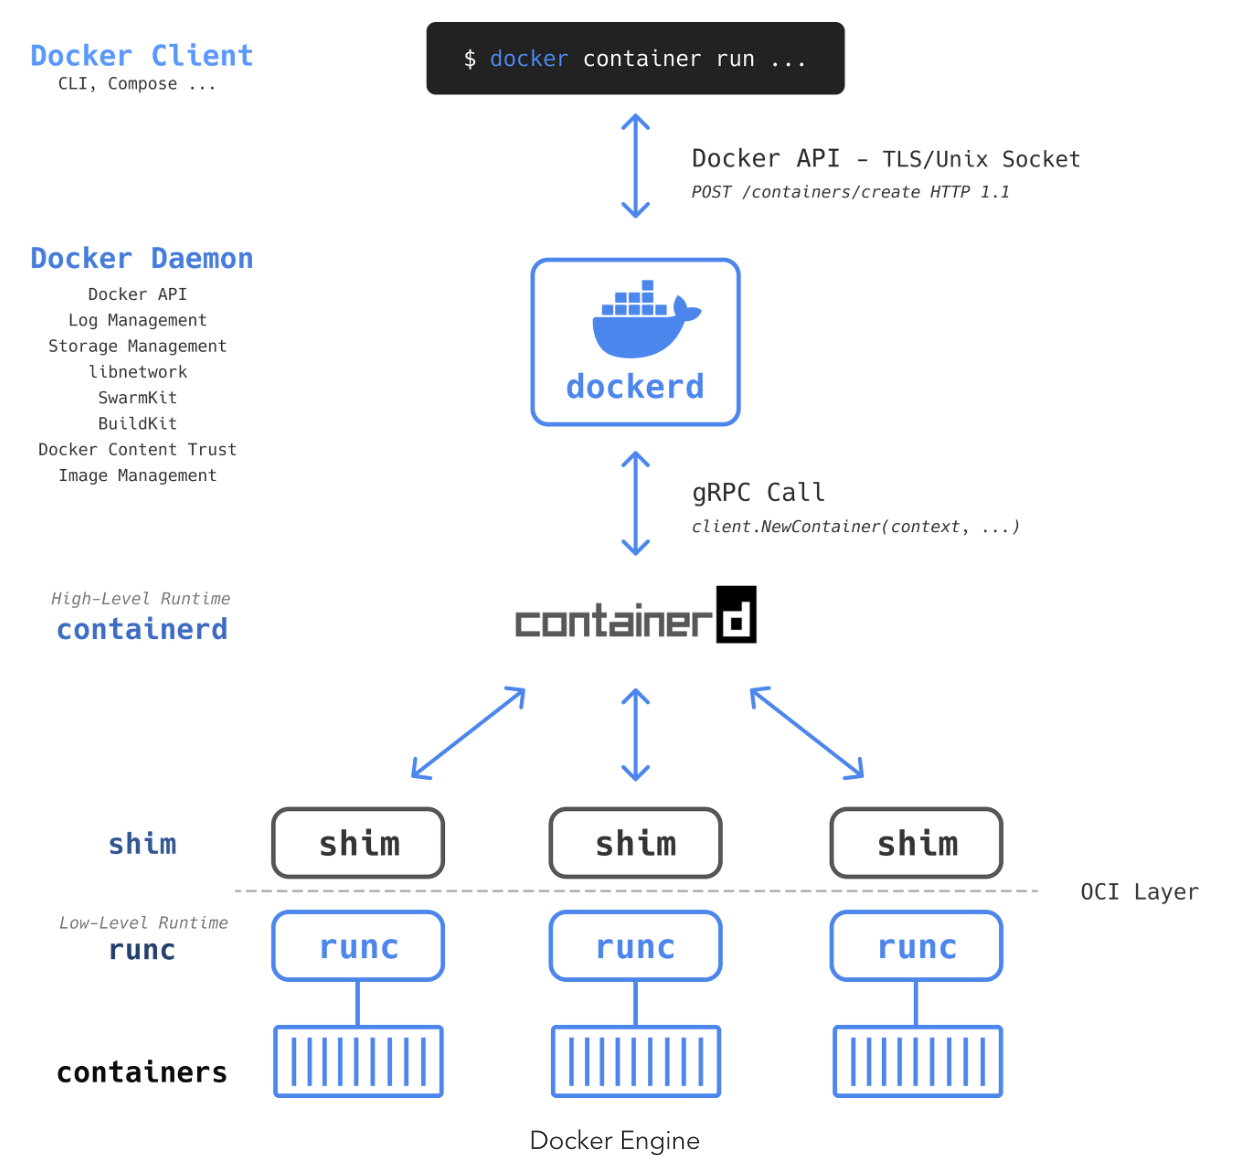 Docker Client
CLI, Compose ...
$ docker container run ...
Docker API – TLS/Unix Socket
POST /containers/create HTTP 1.1
Docker Daemon
Docker API
Log Management
Storage Management
libnetwork
SwarmKit
BuildKit
Docker Content Trust
Image Management
dockerd
gRPC Call
client.NewContainer(context, ...)
High-Level Runtime
containerd
containerd
shim
shim shim shim
OCI Layer
Low-Level Runtime
runc
runc runc runc
containers
Docker Engine